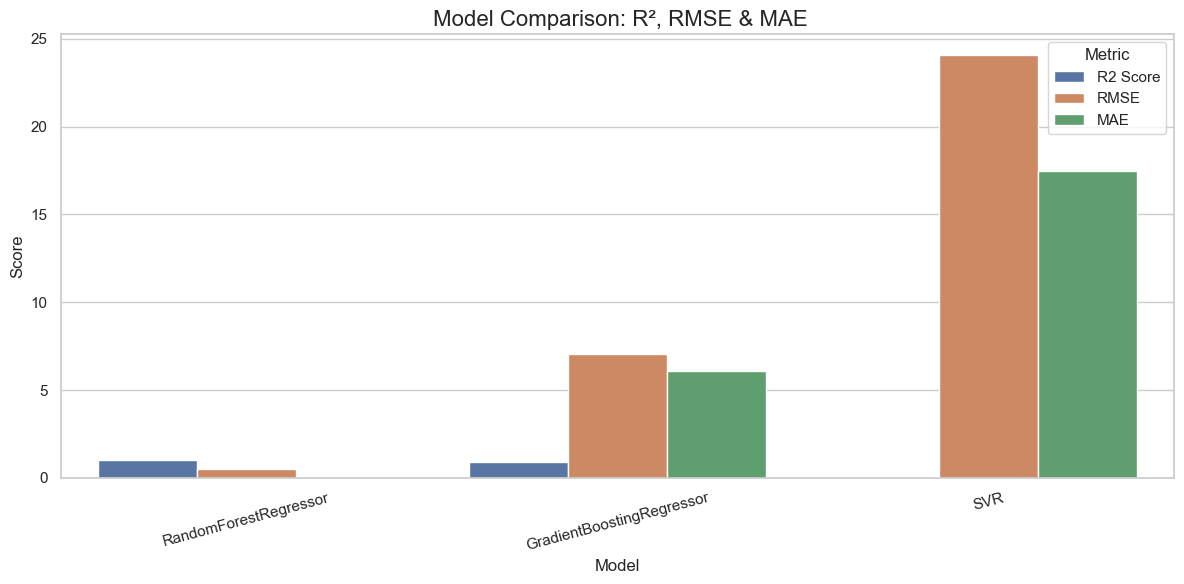 Model Comparison: R², RMSE & MAE
Metric
R2 Score
RMSE
MAE
25
20
15
10
5
0
Score
RandomForestRegressor
GradientBoostingRegressor
SVR
Model